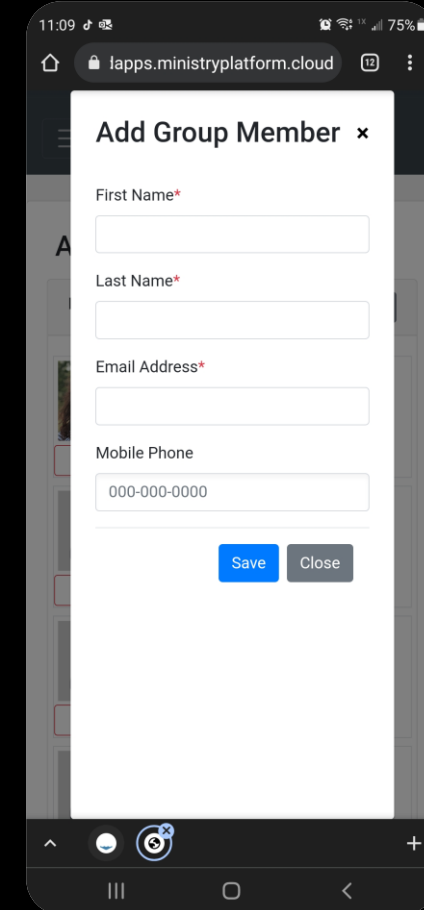 11:09
1X 75%
lapps.ministryplatform.cloud 12
Add Group Member ×
First Name*
Last Name*
Email Address*
Mobile Phone
000-000-0000
Save Close
A